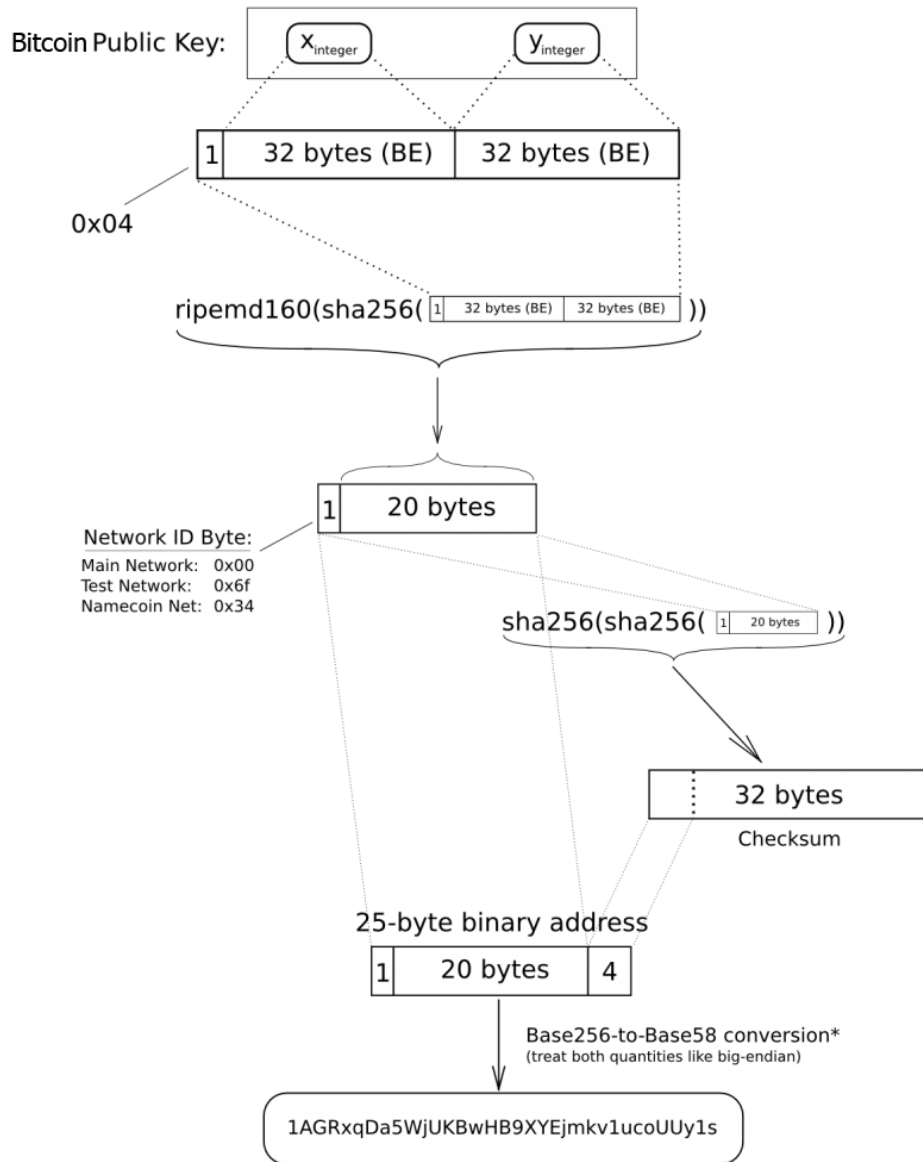 Bitcoin Public Key:
x integer
y integer
1
32 bytes (BE)
32 bytes (BE)
0x04
ripemd160(sha256( 1 32 bytes (BE) 32 bytes (BE) ))
1
20 bytes
Network ID Byte:
Main Network: 0x00
Test Network: 0x6f
Namecoin Net: 0x34
sha256(sha256( 1 20 bytes ))
32 bytes
Checksum
25-byte binary address
1
20 bytes
4
Base256-to-Base58 conversion*
(treat both quantities like big-endian)
1AGRxqDa5WjUKBwHB9XYEjmkv1ucoUUy1s